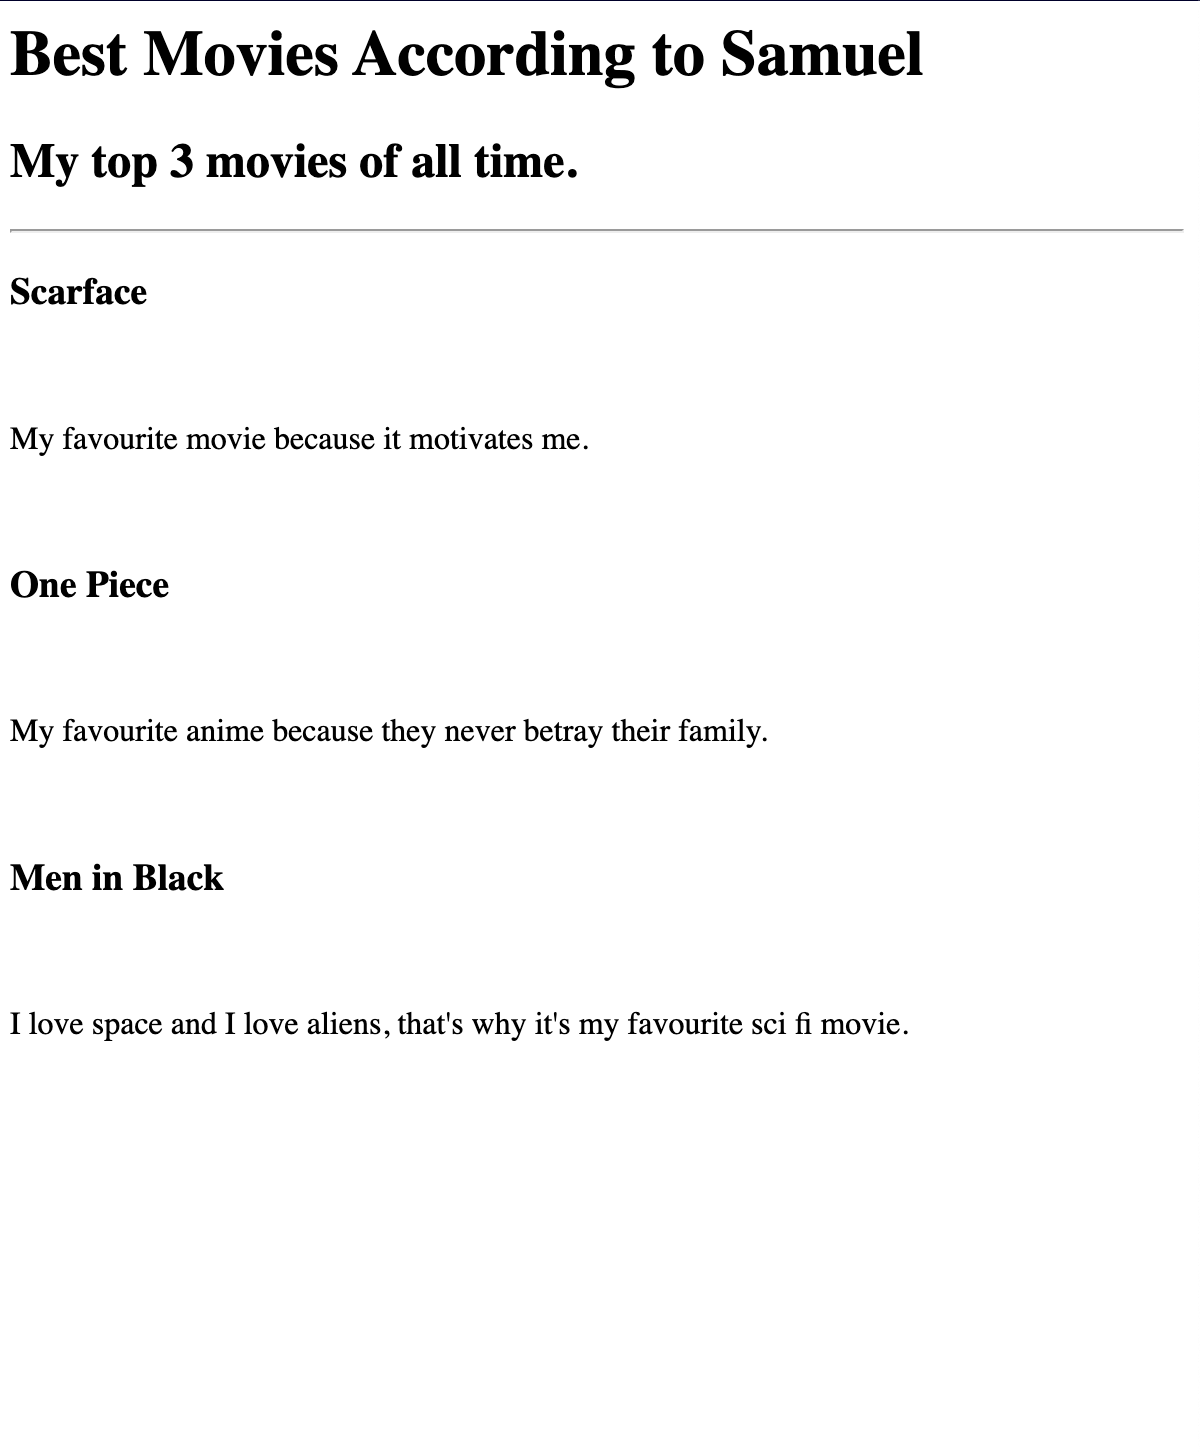 Best Movies According to Samuel
My top 3 movies of all time.
Scarface
My favourite movie because it motivates me.
One Piece
My favourite anime because they never betray their family.
Men in Black
I love space and I love aliens, that's why it's my favourite sci fi movie.